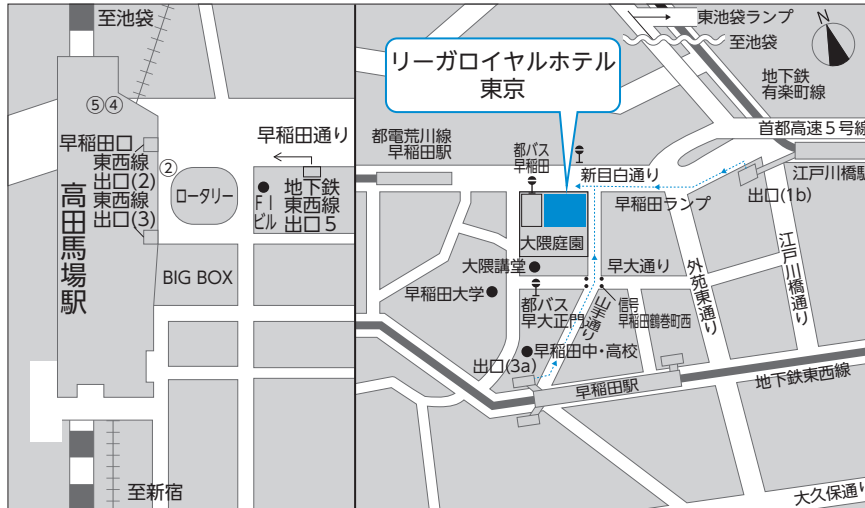 至池袋
⑤④
早稲田口
東西線
出口(2)
東西線
出口(3)
高田馬場駅
②
ロータリー
早稲田通り
FI
ビル
地下鉄
東西線
出口5
BIG BOX
至新宿
リーガロイヤルホテル
東京
東池袋ランプ
至池袋
N
地下鉄
有楽町線
首都高速5号線
都電荒川線
早稲田駅
都バス
早稲田
新目白通り
江戸川橋駅
出口(1b)
早稲田ランプ
大隈庭園
大隈講堂
早大通り
早稲田大学
都バス
早大正門
山手通り
信号
早稲田鶴巻町西
外苑東通り
江戸川橋通り
早稲田中・高校
出口(3a)
早稲田駅
地下鉄東西線
大久保通り